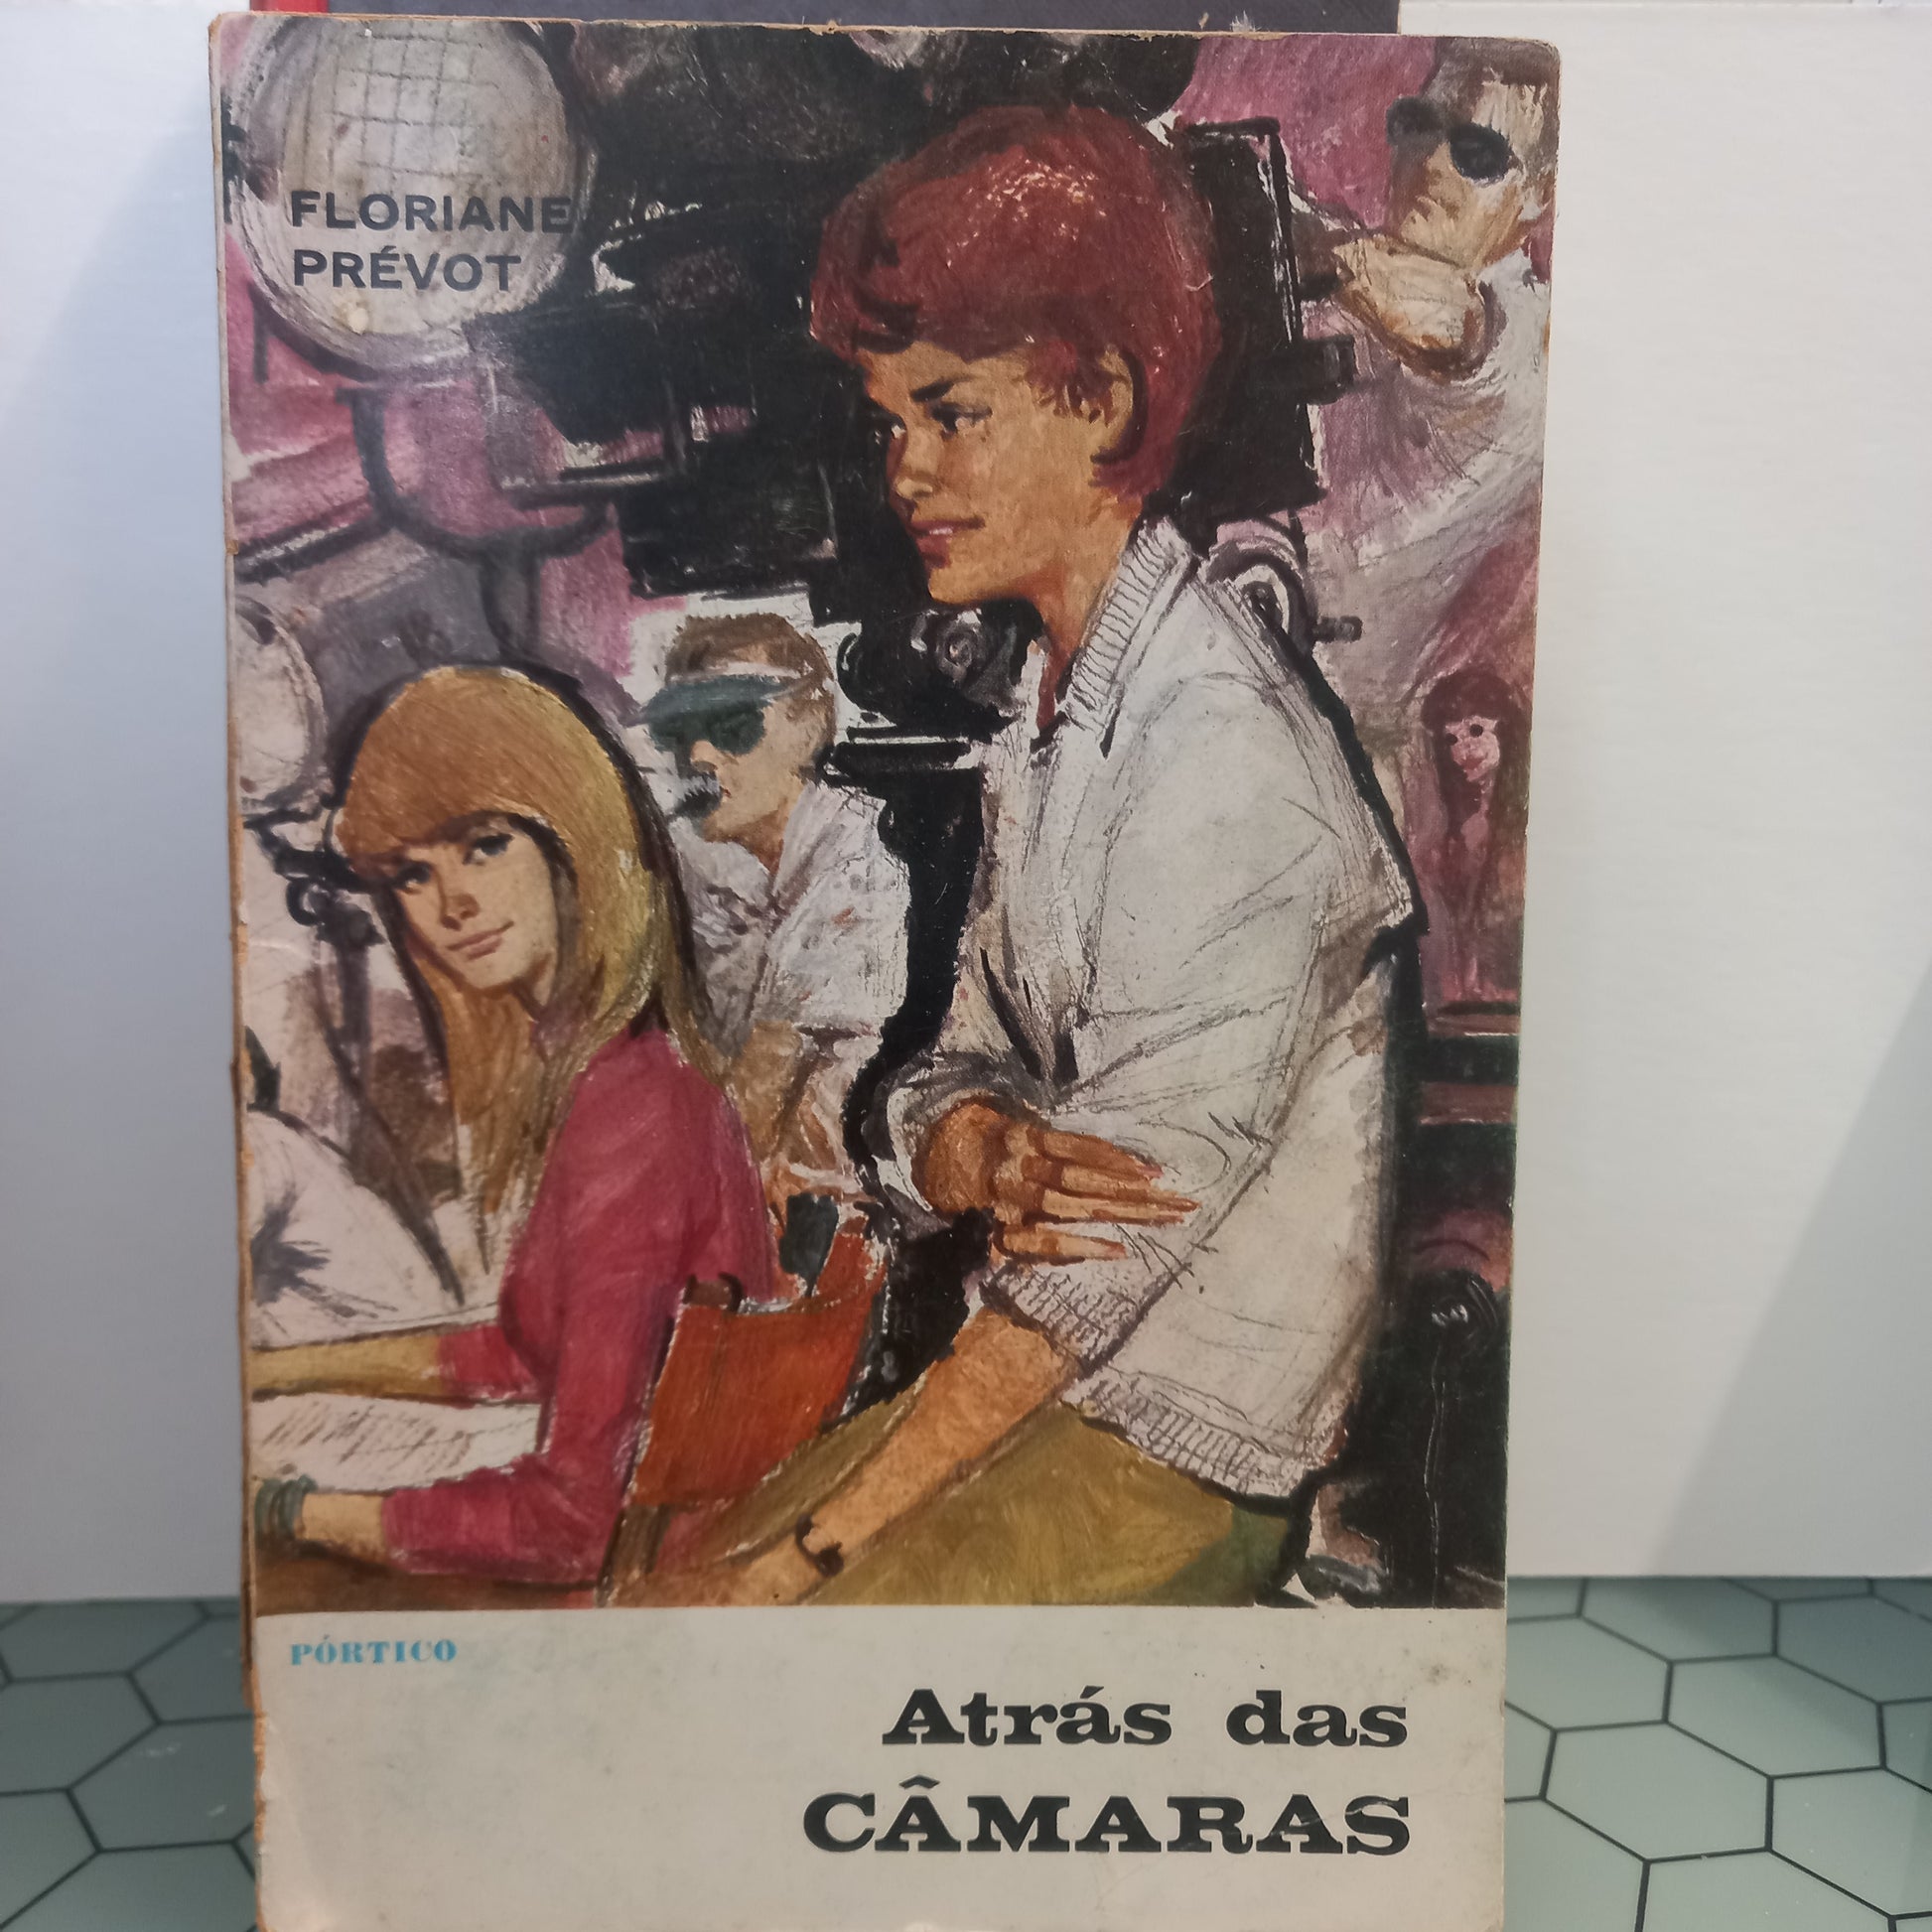 FLORIANE
PRÉVOT
PÓRTICO
Atrás das
CÂMARAS